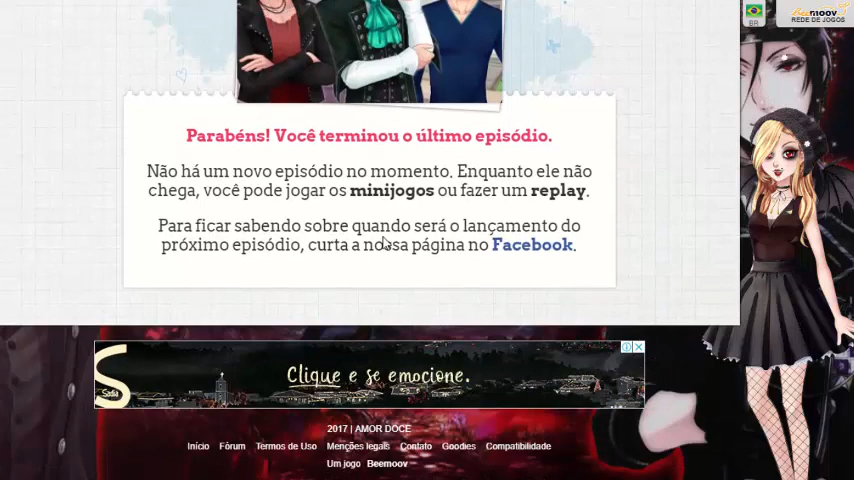 BR
Beemoov
REDE DE JOGOS
Parabéns! Você terminou o último episódio.
Não há um novo episódio no momento. Enquanto ele não
chega, você pode jogar os minijogos ou fazer um replay.
Para ficar sabendo sobre quando será o lançamento do
próximo episódio, curta a nossa página no Facebook.
S
Sadia
Clique e se emocione.
2017 | AMOR DOCE
Início Fórum Termos de Uso Menções legais Contato Goodies Compatibilidade
Um jogo Beemoov